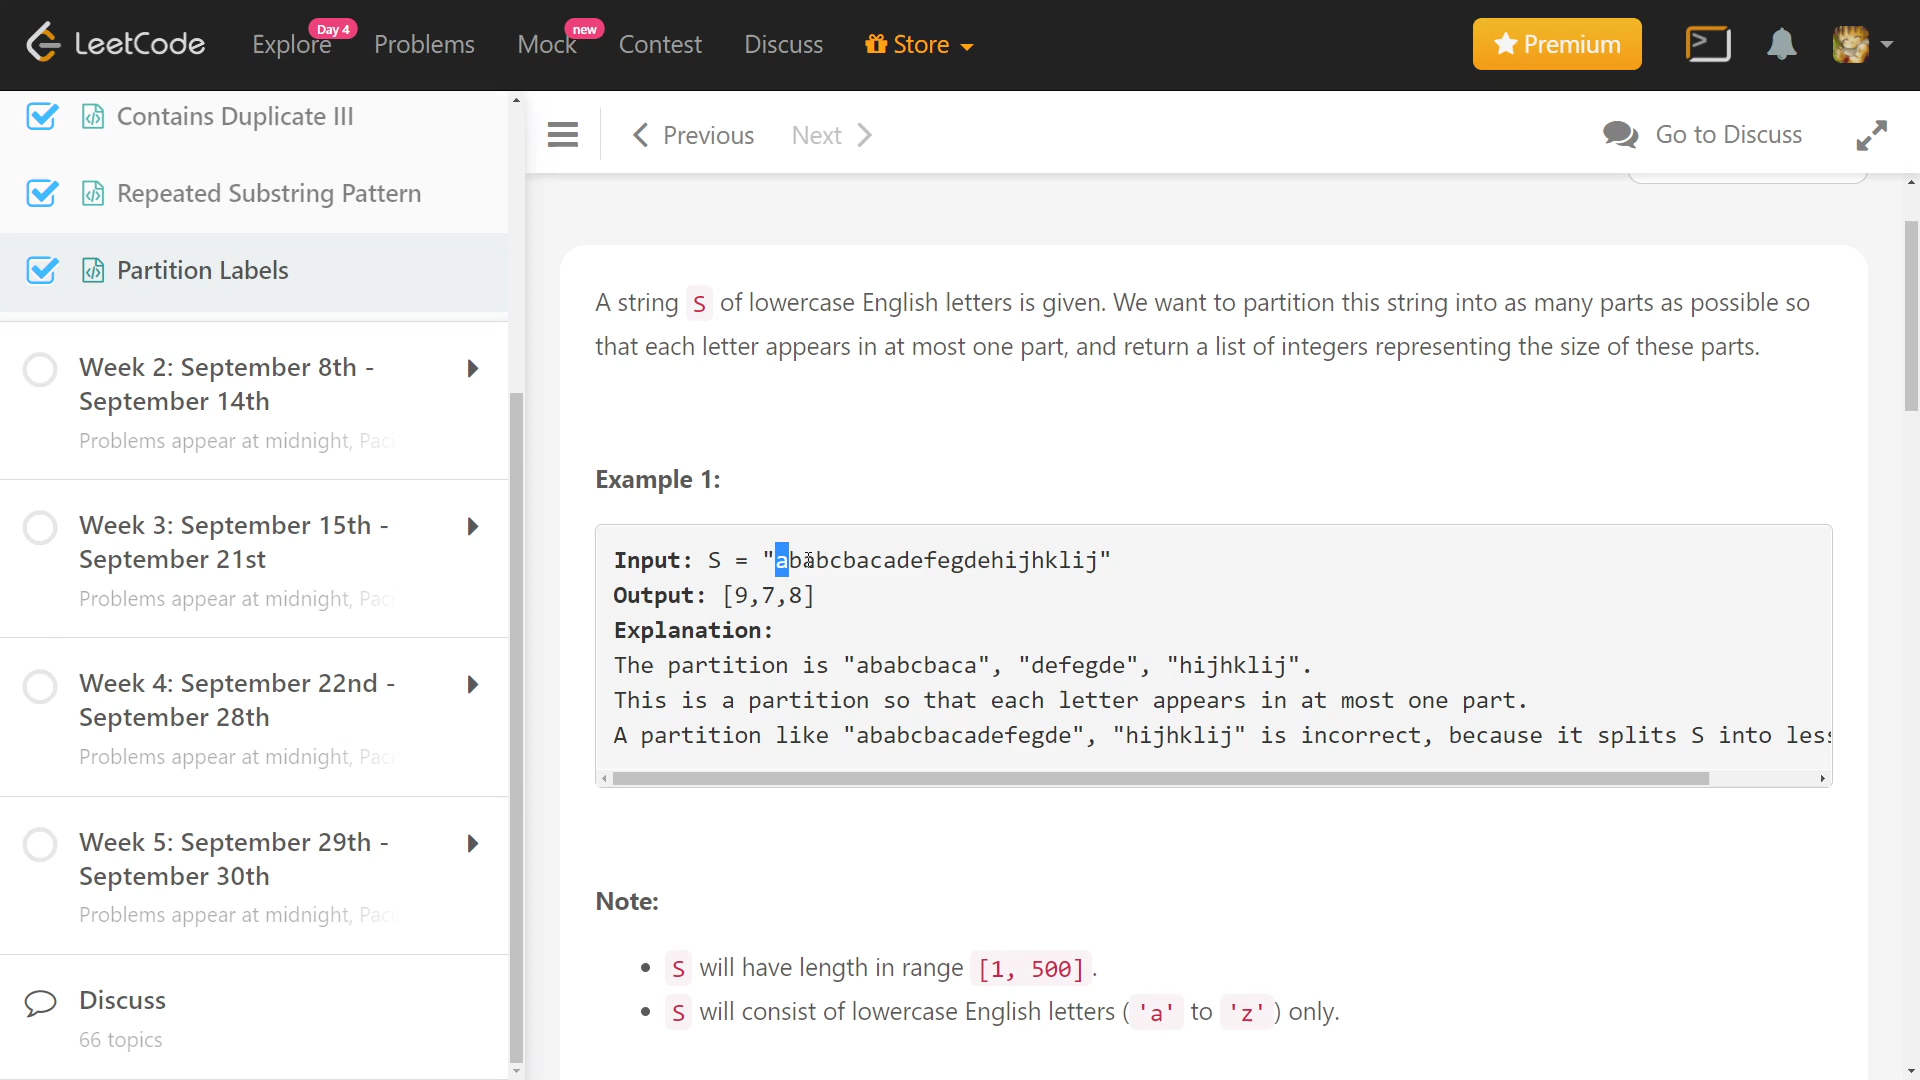 LeetCode
Explore
Day 4
Problems
Mock
new
Contest
Discuss
Store
Premium
Contains Duplicate III
Repeated Substring Pattern
Partition Labels
Week 2: September 8th -
September 14th
Problems appear at midnight, Paci
Week 3: September 15th -
September 21st
Problems appear at midnight, Paci
Week 4: September 22nd -
September 28th
Problems appear at midnight, Paci
Week 5: September 29th -
September 30th
Problems appear at midnight, Paci
Discuss
66 topics
Previous
Next
Go to Discuss
A string S of lowercase English letters is given. We want to partition this string into as many parts as possible so
that each letter appears in at most one part, and return a list of integers representing the size of these parts.
Example 1:
Input: S = "ababcbacadefegdehijhklij"
Output: [9,7,8]
Explanation:
The partition is "ababcbaca", "defegde", "hijhklij".
This is a partition so that each letter appears in at most one part.
A partition like "ababcbacadefegde", "hijhklij" is incorrect, because it splits S into less
Note:
• S will have length in range [1, 500].
• S will consist of lowercase English letters ('a' to 'z') only.